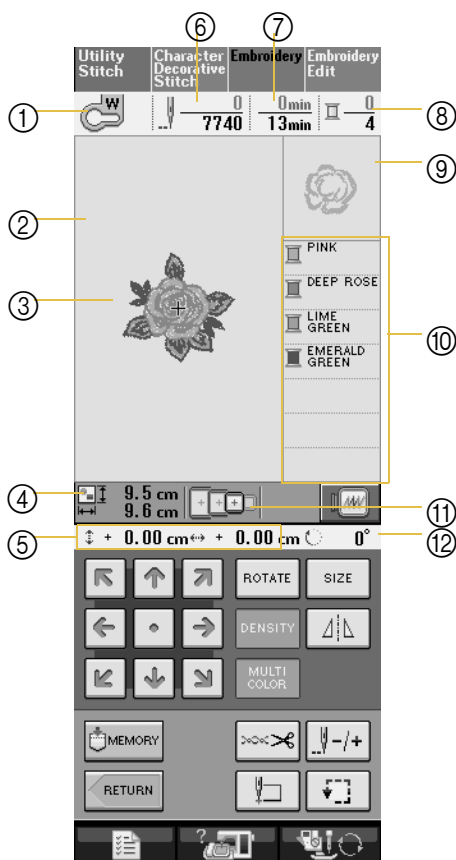 ⑥ ⑦
Utility Character Embroidery Embroidery
Stitch Decorative Edit
Stitch
① W 0 0min 0 ⑧
7740 13min 4
⑨
②
PINK
③ DEEP ROSE
LIME
GREEN
⑩
EMERALD
GREEN
④ 9.5 cm
9.6 cm ⑪
⑤ + 0.00 cm + 0.00 cm 0° ⑫
ROTATE SIZE
DENSITY
MULTI
COLOR
MEMORY -/+
RETURN
?